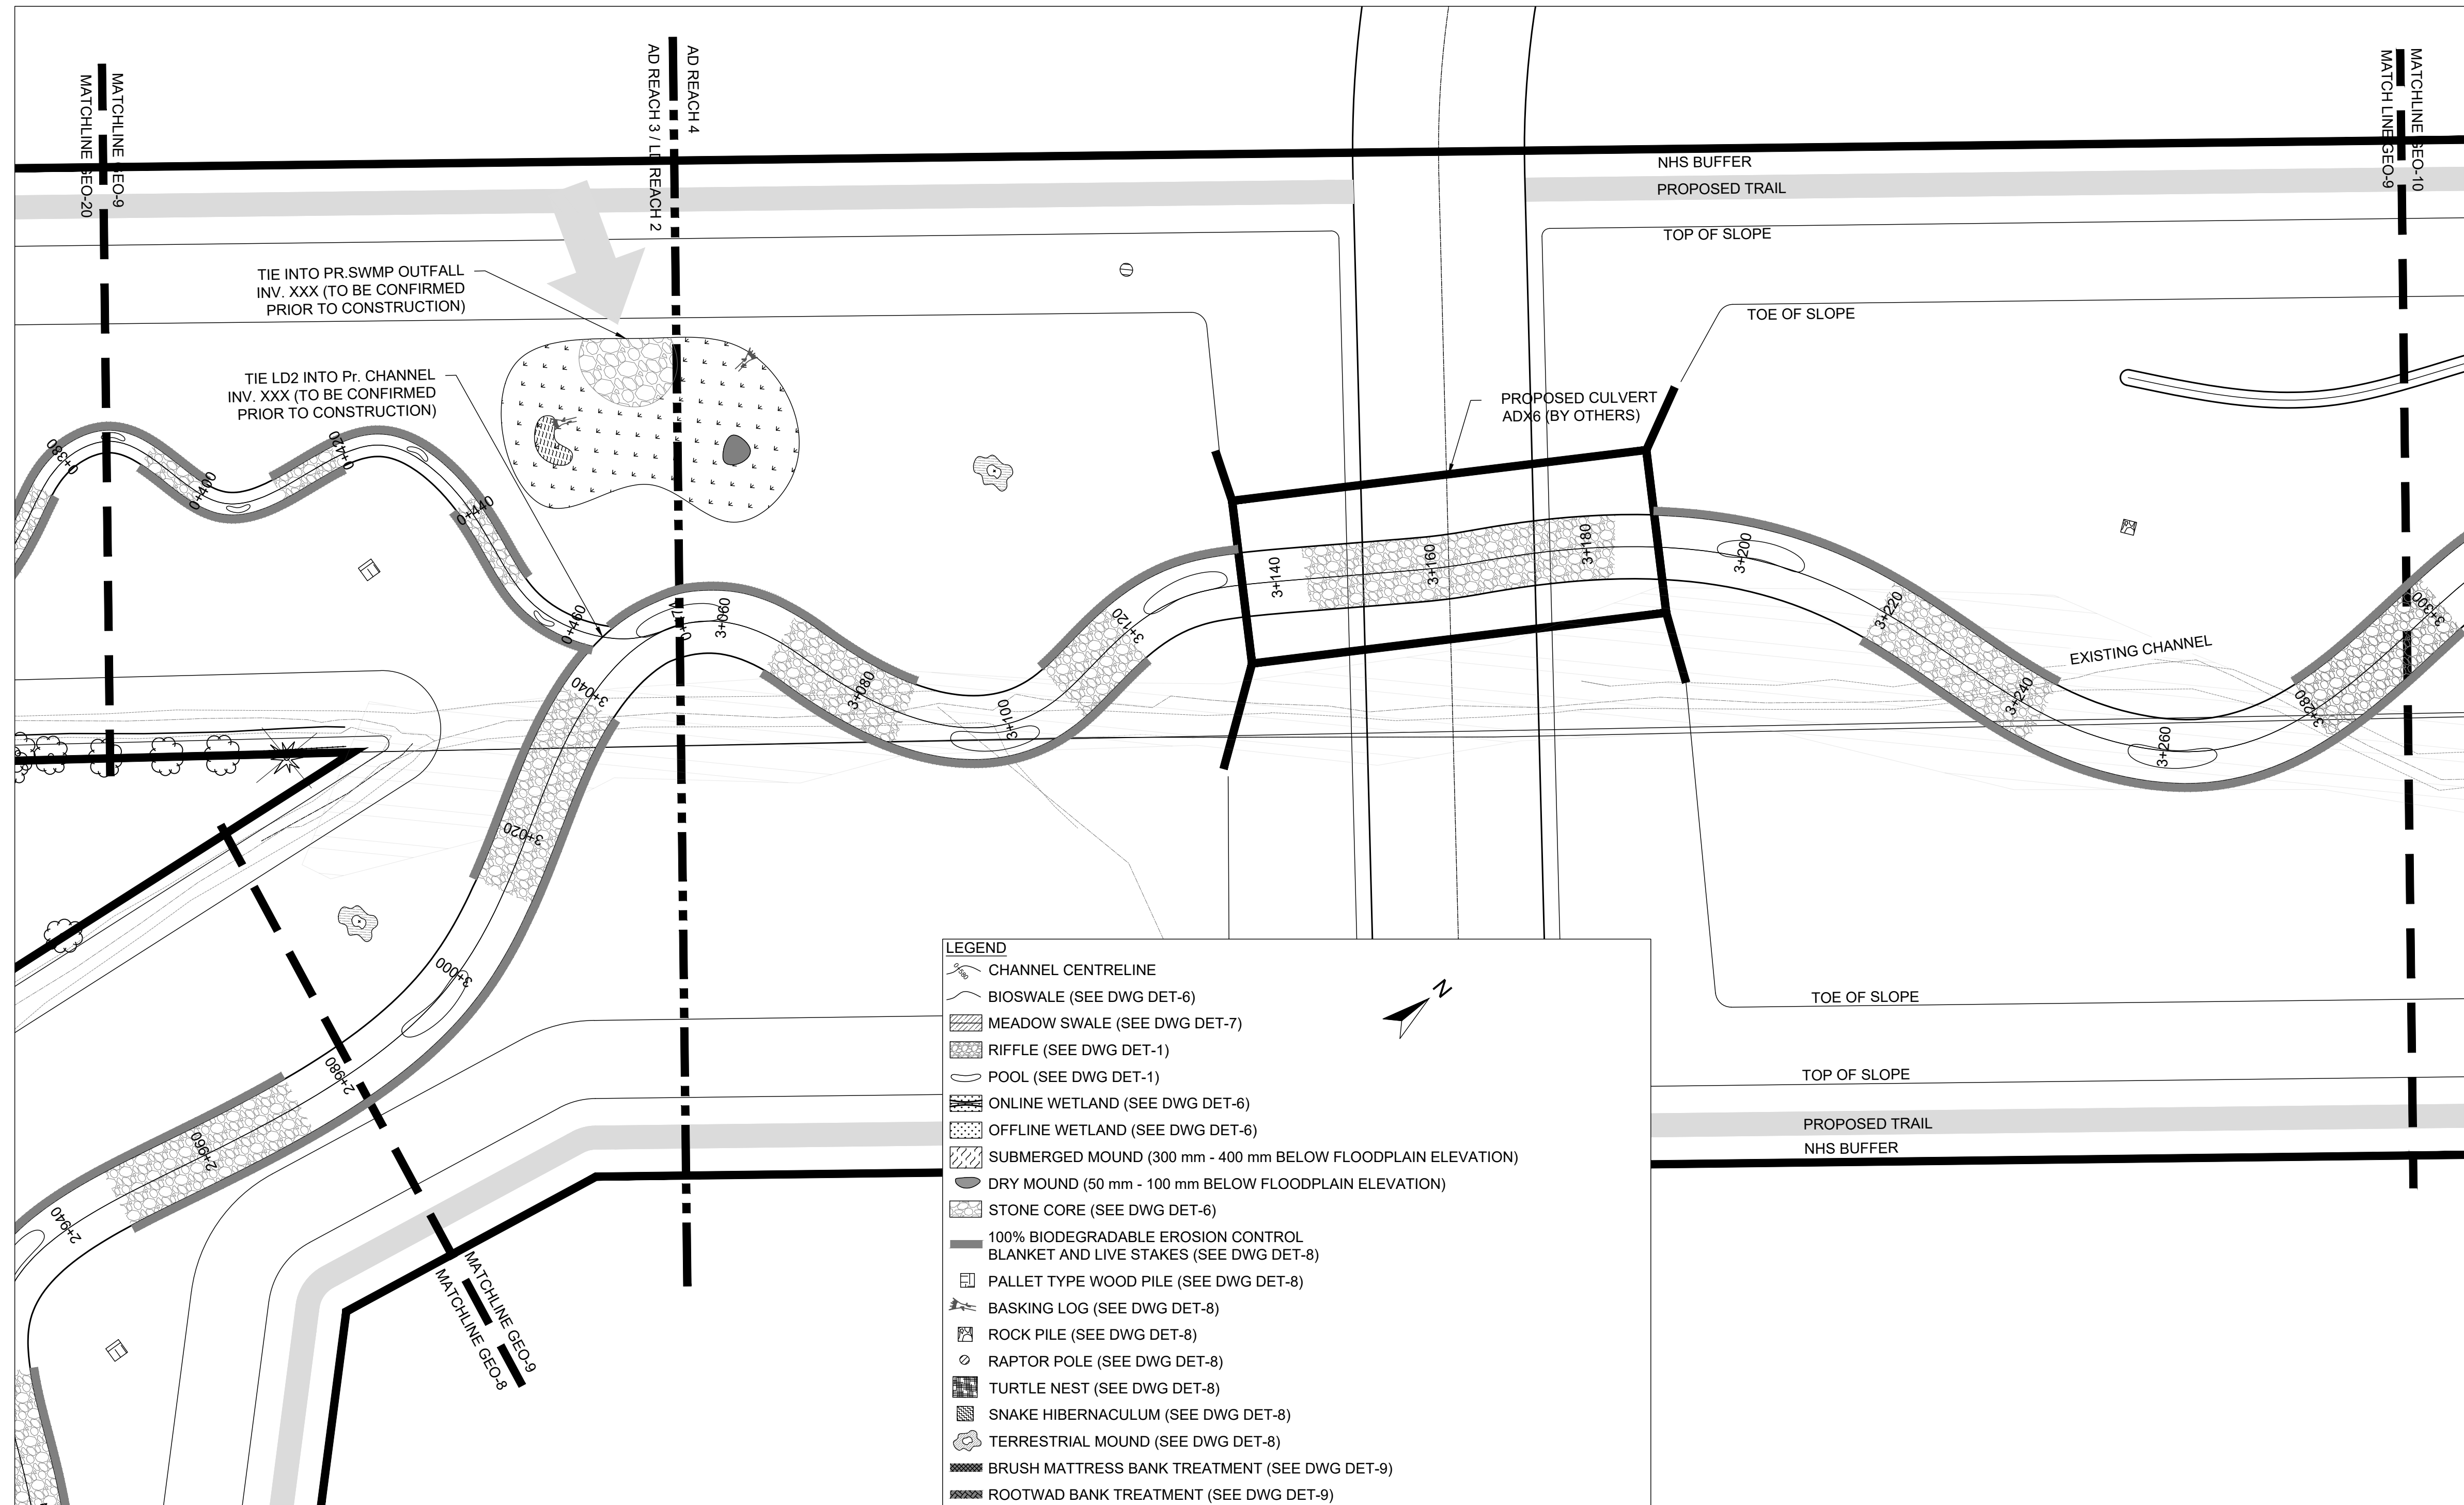 MATCHLINE GEO-9
MATCHLINE GEO-20
AD REACH 4
AD REACH 3 / LD REACH 2
MATCHLINE GEO-10
MATCH LINE GEO-9
NHS BUFFER
PROPOSED TRAIL
TOP OF SLOPE
TOE OF SLOPE
TIE INTO PR.SWMP OUTFALL
INV. XXX (TO BE CONFIRMED
PRIOR TO CONSTRUCTION)
TIE LD2 INTO Pr. CHANNEL
INV. XXX (TO BE CONFIRMED
PRIOR TO CONSTRUCTION)
PROPOSED CULVERT
ADX6 (BY OTHERS)
0+380
0+400
0+420
0+440
0+460
3+060
3+080
3+100
3+120
3+140
3+160
3+180
3+200
3+220
3+240
3+260
3+280
3+300
EXISTING CHANNEL
3+040
3+020
3+000
2+980
2+960
2+940
MATCHLINE GEO-9
MATCHLINE GEO-8
TOE OF SLOPE
TOP OF SLOPE
PROPOSED TRAIL
NHS BUFFER
N
LEGEND
0+580
CHANNEL CENTRELINE
BIOSWALE (SEE DWG DET-6)
MEADOW SWALE (SEE DWG DET-7)
RIFFLE (SEE DWG DET-1)
POOL (SEE DWG DET-1)
ONLINE WETLAND (SEE DWG DET-6)
OFFLINE WETLAND (SEE DWG DET-6)
SUBMERGED MOUND (300 mm - 400 mm BELOW FLOODPLAIN ELEVATION)
DRY MOUND (50 mm - 100 mm BELOW FLOODPLAIN ELEVATION)
STONE CORE (SEE DWG DET-6)
100% BIODEGRADABLE EROSION CONTROL
BLANKET AND LIVE STAKES (SEE DWG DET-8)
PALLET TYPE WOOD PILE (SEE DWG DET-8)
BASKING LOG (SEE DWG DET-8)
ROCK PILE (SEE DWG DET-8)
RAPTOR POLE (SEE DWG DET-8)
TURTLE NEST (SEE DWG DET-8)
SNAKE HIBERNACULUM (SEE DWG DET-8)
TERRESTRIAL MOUND (SEE DWG DET-8)
BRUSH MATTRESS BANK TREATMENT (SEE DWG DET-9)
ROOTWAD BANK TREATMENT (SEE DWG DET-9)